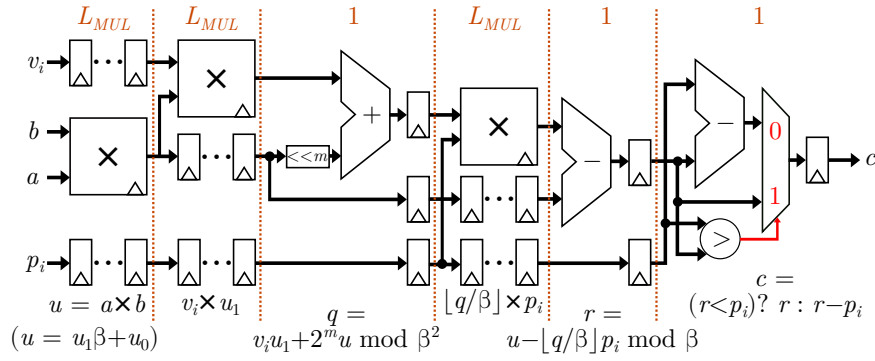 L_MUL L_MUL 1 L_MUL 1 1
v_i
×
b
+
−
0
<<m
×
×
−
c
a
1
p_i
>
u = a×b
v_i×u_1
q =
⌊q/β⌋×p_i
r =
c =
(u = u_1β+u_0)
v_iu_1+2^mu mod β^2
u−⌊q/β⌋p_i mod β
(r<p_i)? r : r−p_i